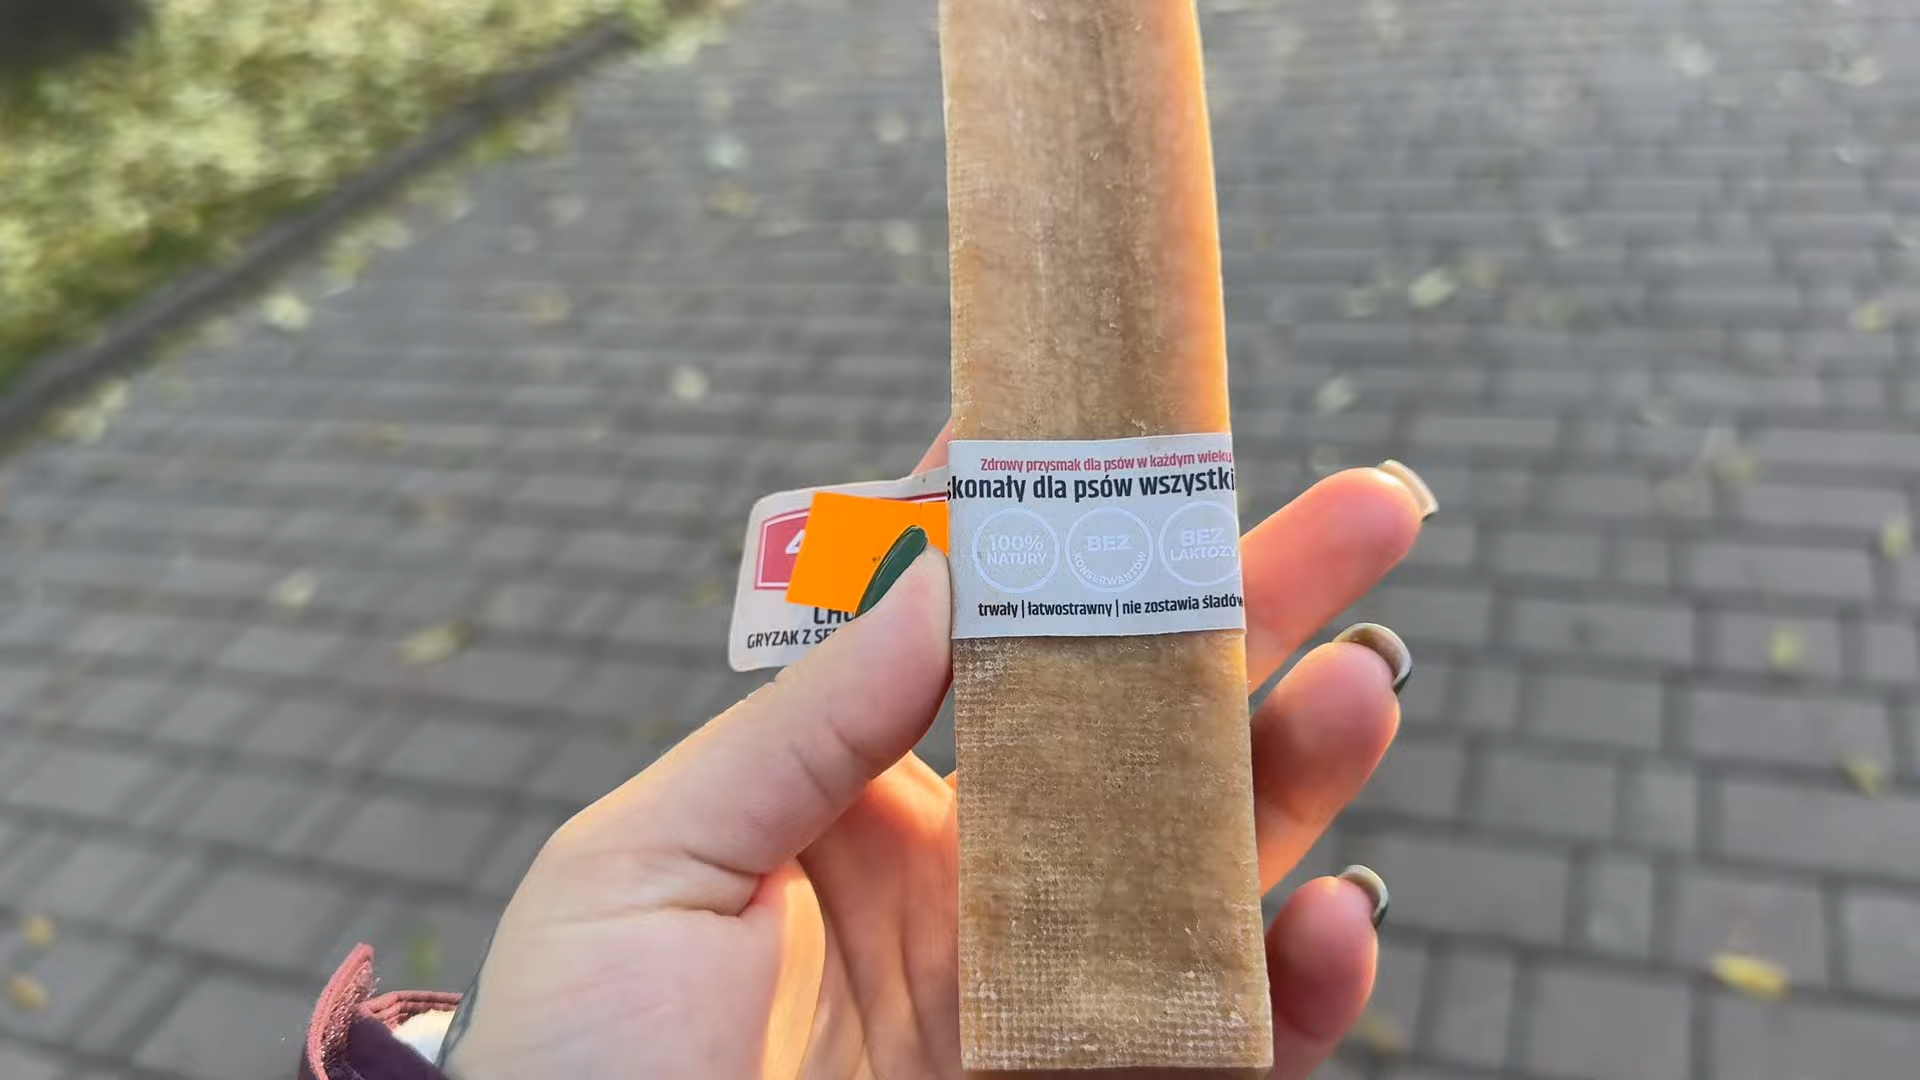 Zdrowy przysmak dla psów w każdym wieku
skonały dla psów wszystki
100% NATURY
BEZ KONSERWANTÓW
BEZ LAKTOZY
trwały | łatwostrawny | nie zostawia śladów
4
GRYZAK Z